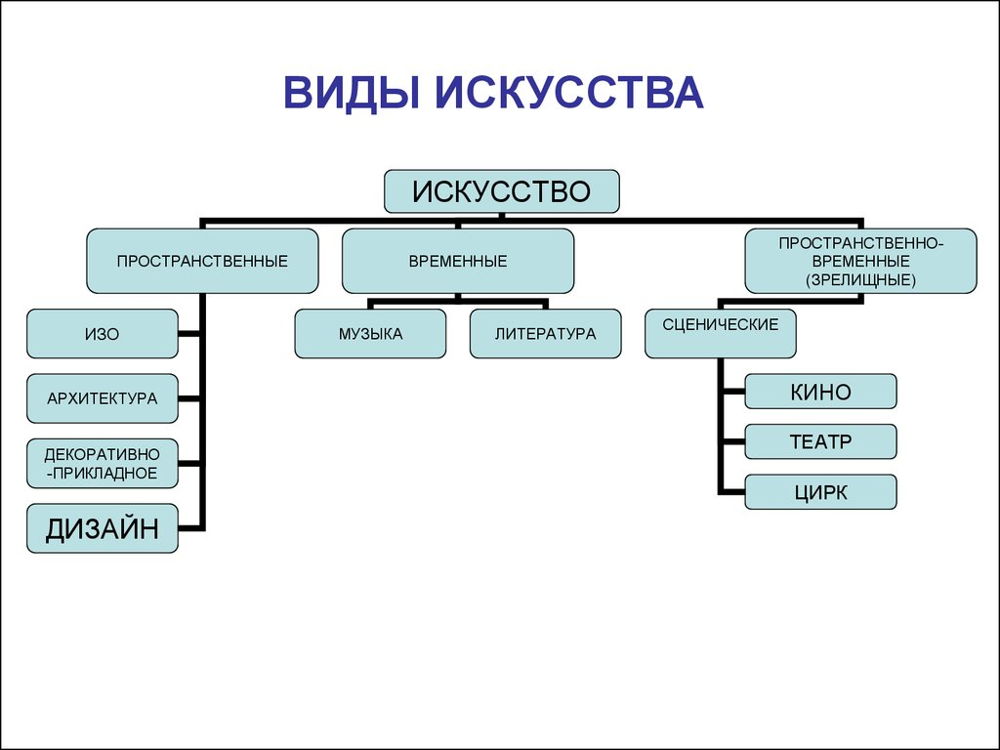 ВИДЫ ИСКУССТВА
ИСКУССТВО
ПРОСТРАНСТВЕННЫЕ
ВРЕМЕННЫЕ
ПРОСТРАНСТВЕННО-
ВРЕМЕННЫЕ
(ЗРЕЛИЩНЫЕ)
ИЗО
МУЗЫКА
ЛИТЕРАТУРА
СЦЕНИЧЕСКИЕ
АРХИТЕКТУРА
КИНО
ДЕКОРАТИВНО
-ПРИКЛАДНОЕ
ТЕАТР
ЦИРК
ДИЗАЙН